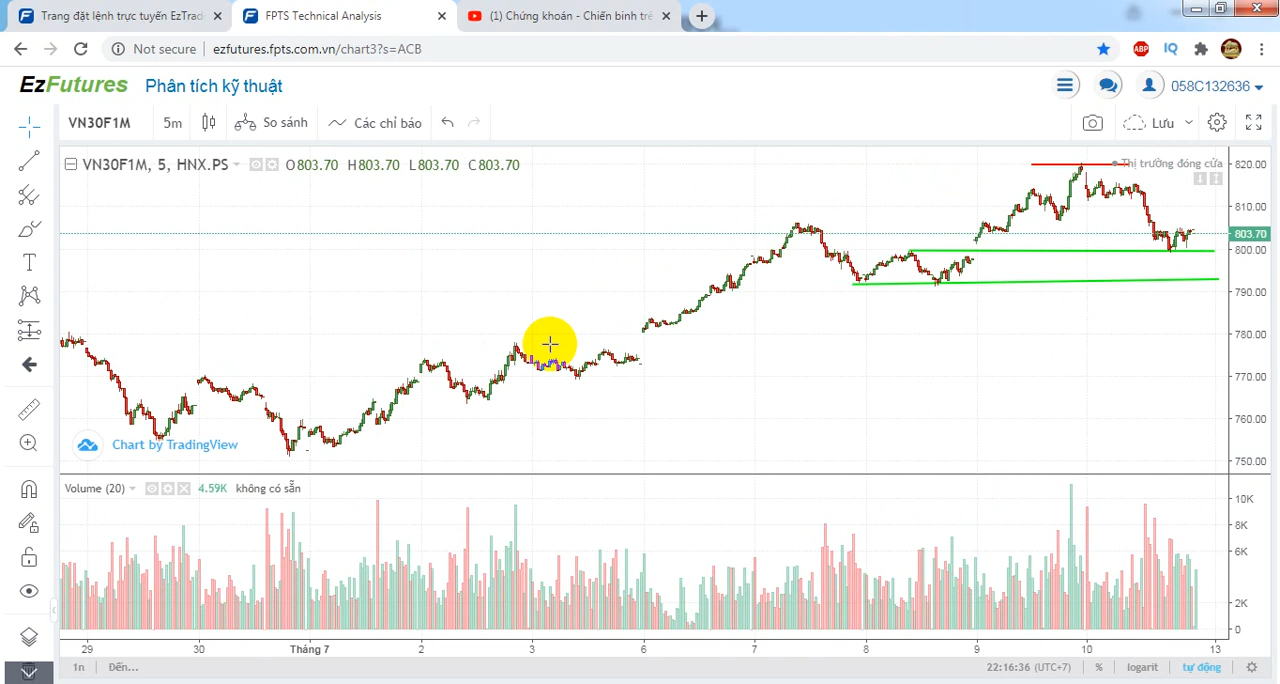 Trang đặt lệnh trực tuyến EzTrad
FPTS Technical Analysis
(1) Chứng khoán - Chiến binh trẻ
Not secure
ezfutures.fpts.com.vn/chart3?s=ACB
ABP
IQ
EzFutures
Phân tích kỹ thuật
058C132636
VN30F1M
5m
So sánh
Các chỉ báo
Lưu
VN30F1M, 5, HNX.PS
O803.70 H803.70 L803.70 C803.70
Thị trường đóng cửa
820.00
810.00
803.70
800.00
790.00
780.00
770.00
760.00
750.00
Chart by TradingView
Volume (20)
4.59K
không có sẵn
10K
8K
6K
2K
0
29
30
Tháng 7
2
3
6
7
8
9
10
13
1n
Đến...
22:16:36 (UTC+7)
%
logarit
tự động